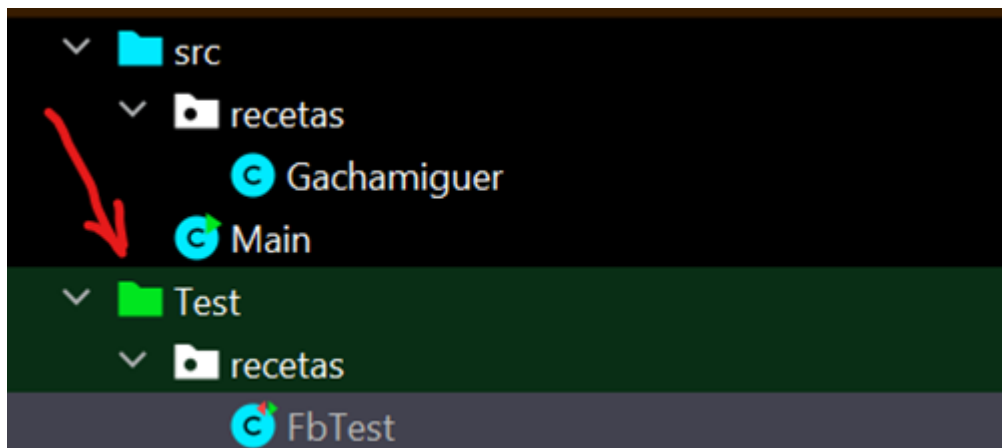 src
recetas
C Gachamiguer
C Main
Test
recetas
C FbTest